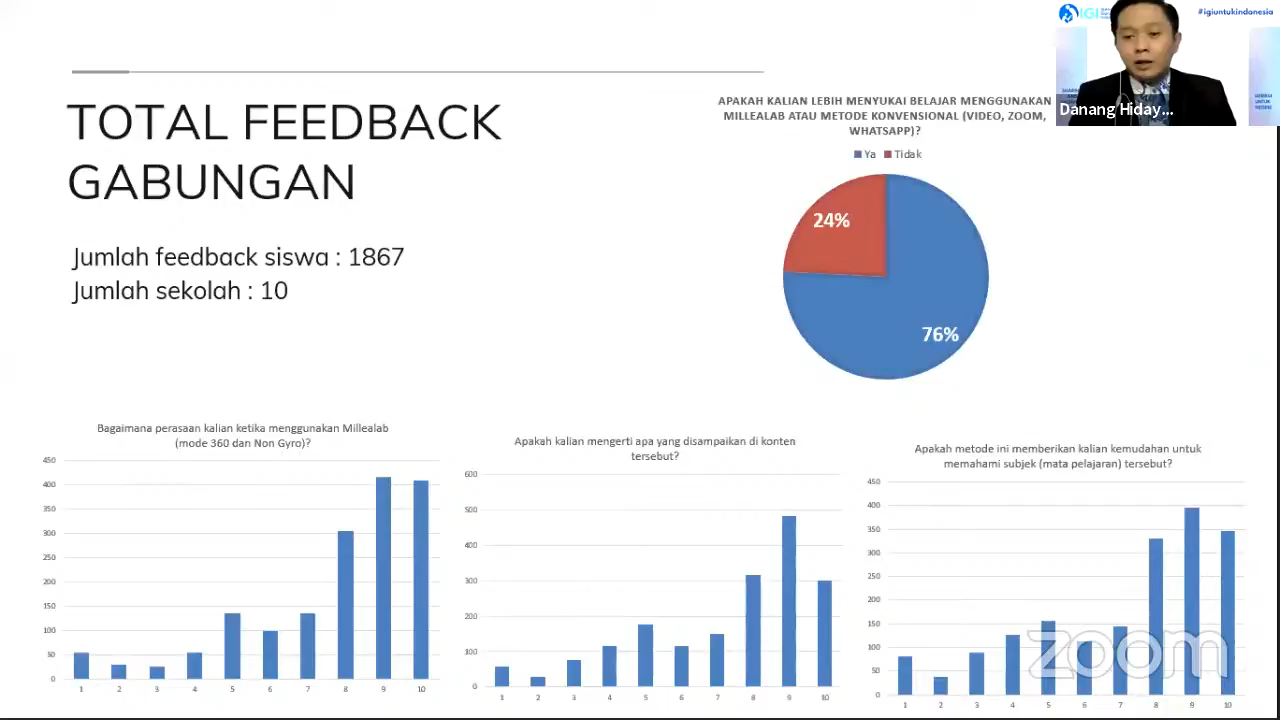 IGI
#igiuntukindonesia
Danang Hiday...
TOTAL FEEDBACK
GABUNGAN
Jumlah feedback siswa : 1867
Jumlah sekolah : 10
APAKAH KALIAN LEBIH MENYUKAI BELAJAR MENGGUNAKAN
MILLEALAB ATAU METODE KONVENSIONAL (VIDEO, ZOOM,
WHATSAPP)?
Ya Tidak
24%
76%
Bagaimana perasaan kalian ketika menggunakan Millealab
(mode 360 dan Non Gyro)?
450
400
350
300
250
200
150
100
50
0
1 2 3 4 5 6 7 8 9 10
Apakah kalian mengerti apa yang disampaikan di konten
tersebut?
600
500
400
300
200
100
0
1 2 3 4 5 6 7 8 9 10
Apakah metode ini memberikan kalian kemudahan untuk
memahami subjek (mata pelajaran) tersebut?
450
400
350
300
250
200
150
100
50
0
1 2 3 4 5 6 7 8 9 10
zoom